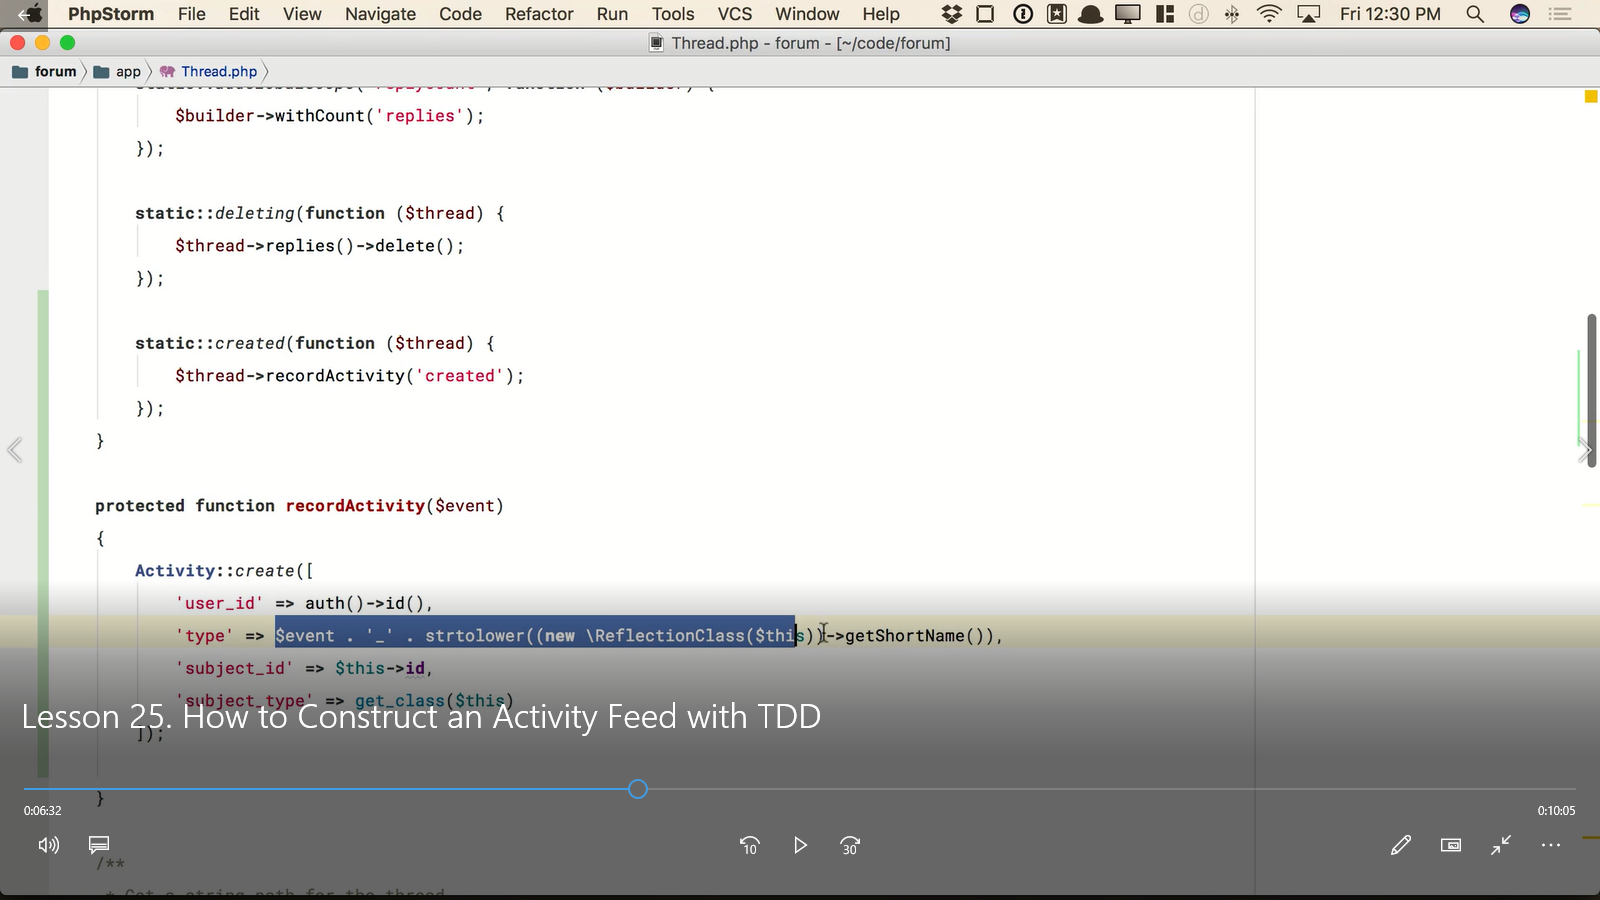 PhpStorm File Edit View Navigate Code Refactor Run Tools VCS Window Help Fri 12:30 PM
Thread.php - forum - [~/code/forum]
forum app Thread.php
$builder->withCount('replies');
});
static::deleting(function ($thread) {
$thread->replies()->delete();
});
static::created(function ($thread) {
$thread->recordActivity('created');
});
}
protected function recordActivity($event)
{
Activity::create([
'user_id' => auth()->id(),
'type' => $event . '_' . strtolower((new \ReflectionClass($this))->getShortName()),
'subject_id' => $this->id,
'subject_type' => get_class($this)
Lesson 25. How to Construct an Activity Feed with TDD
]);
}
0:06:32 0:10:05
10 30
/**